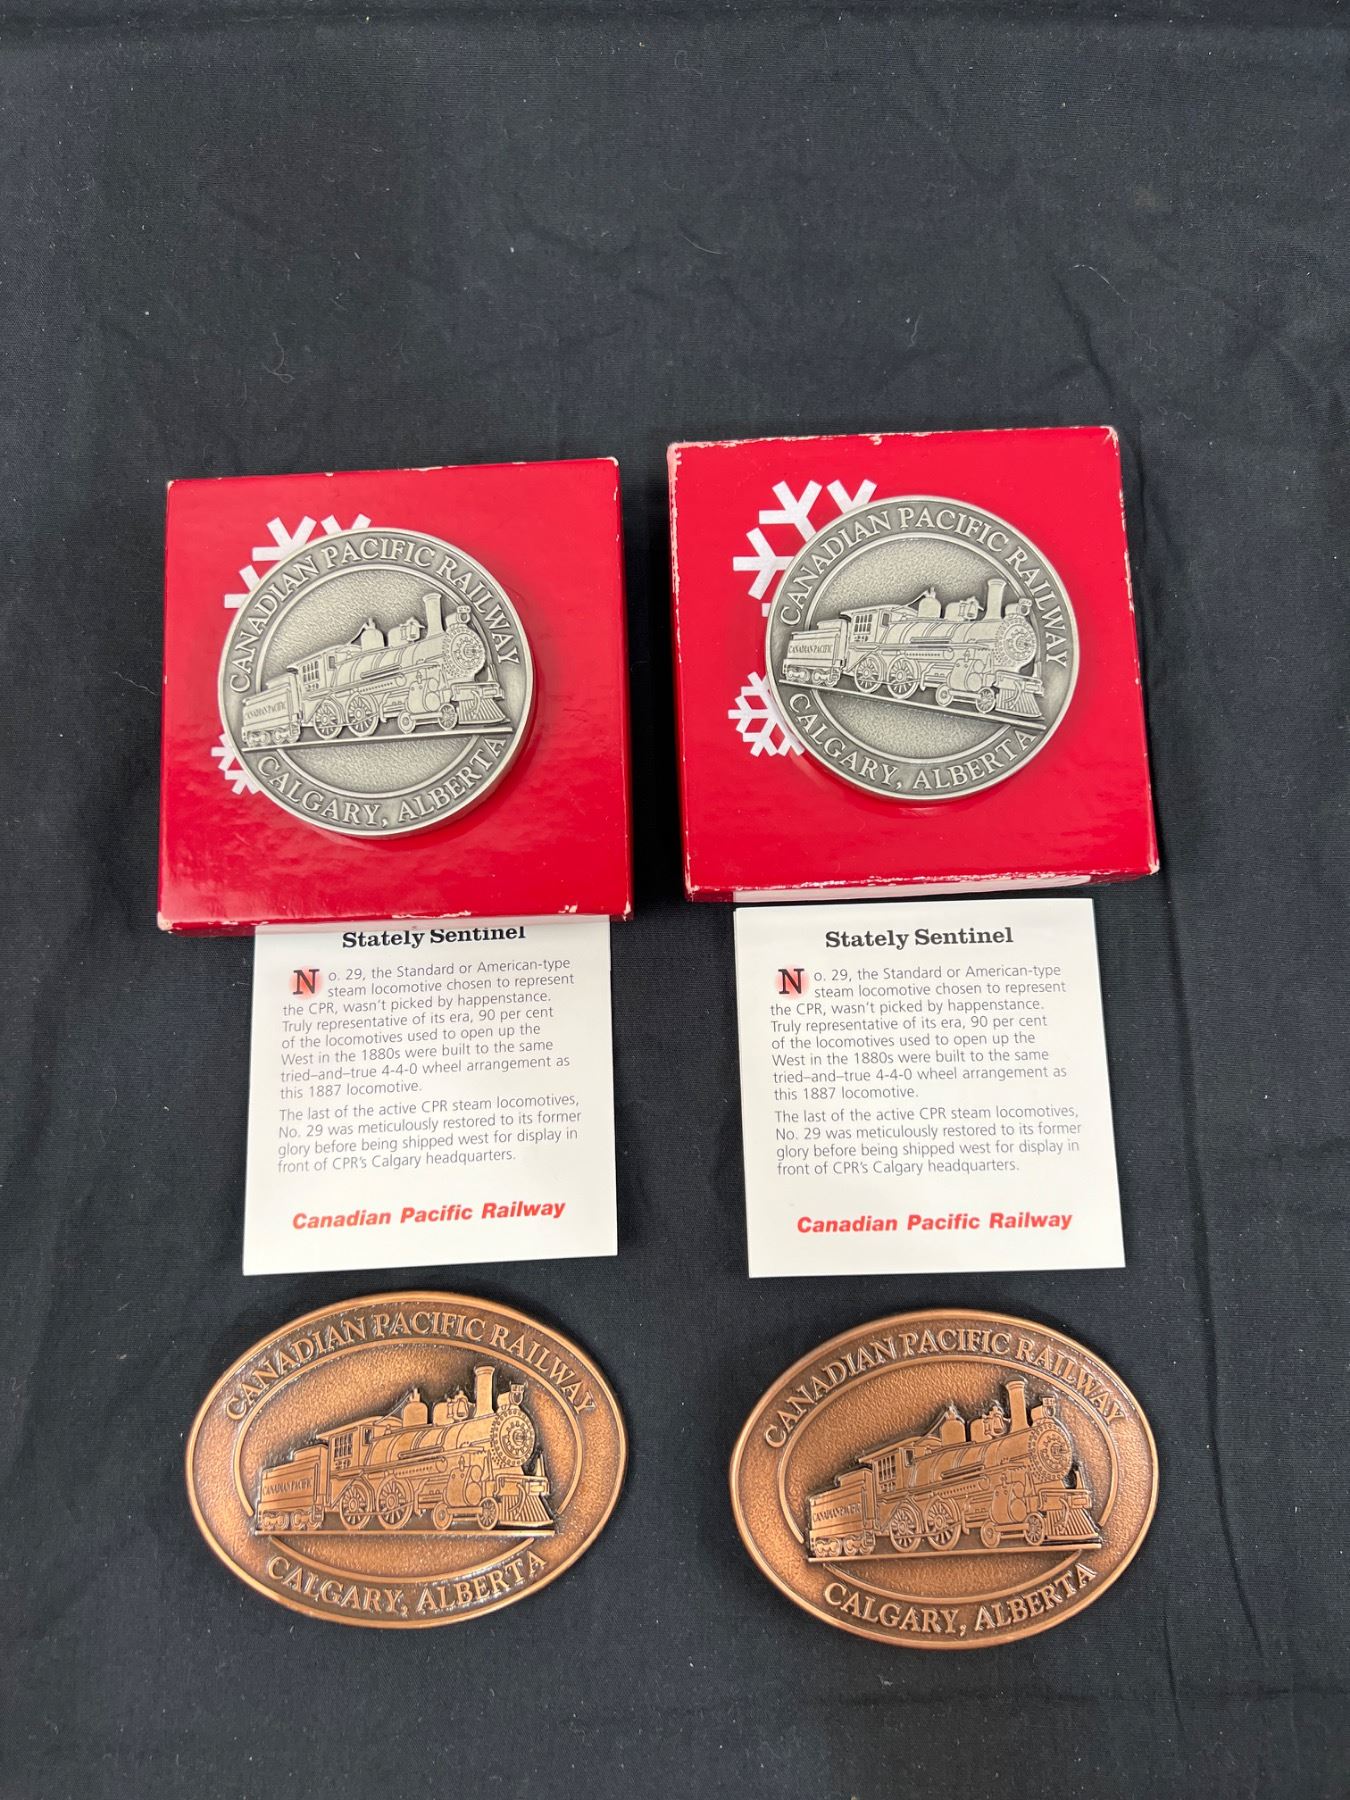 CANADIAN PACIFIC RAILWAY
CANADIAN PACIFIC
CALGARY, ALBERTA
CANADIAN PACIFIC RAILWAY
CANADIAN PACIFIC
CALGARY, ALBERTA
Stately Sentinel
No. 29, the Standard or American-type
steam locomotive chosen to represent
the CPR, wasn't picked by happenstance.
Truly representative of its era, 90 per cent
of the locomotives used to open up the
West in the 1880s were built to the same
tried–and–true 4-4-0 wheel arrangement as
this 1887 locomotive.
The last of the active CPR steam locomotives,
No. 29 was meticulously restored to its former
glory before being shipped west for display in
front of CPR's Calgary headquarters.
Canadian Pacific Railway
Stately Sentinel
No. 29, the Standard or American-type
steam locomotive chosen to represent
the CPR, wasn't picked by happenstance.
Truly representative of its era, 90 per cent
of the locomotives used to open up the
West in the 1880s were built to the same
tried–and–true 4-4-0 wheel arrangement as
this 1887 locomotive.
The last of the active CPR steam locomotives,
No. 29 was meticulously restored to its former
glory before being shipped west for display in
front of CPR's Calgary headquarters.
Canadian Pacific Railway
CANADIAN PACIFIC RAILWAY
CANADIAN PACIFIC
CALGARY, ALBERTA
CANADIAN PACIFIC RAILWAY
CANADIAN PACIFIC
CALGARY, ALBERTA